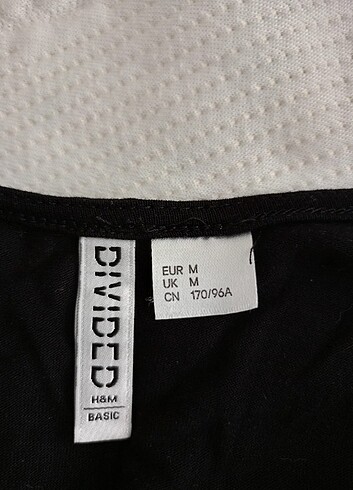 DIVIDED
H&M
BASIC
EUR M
UK M
CN 170/96A